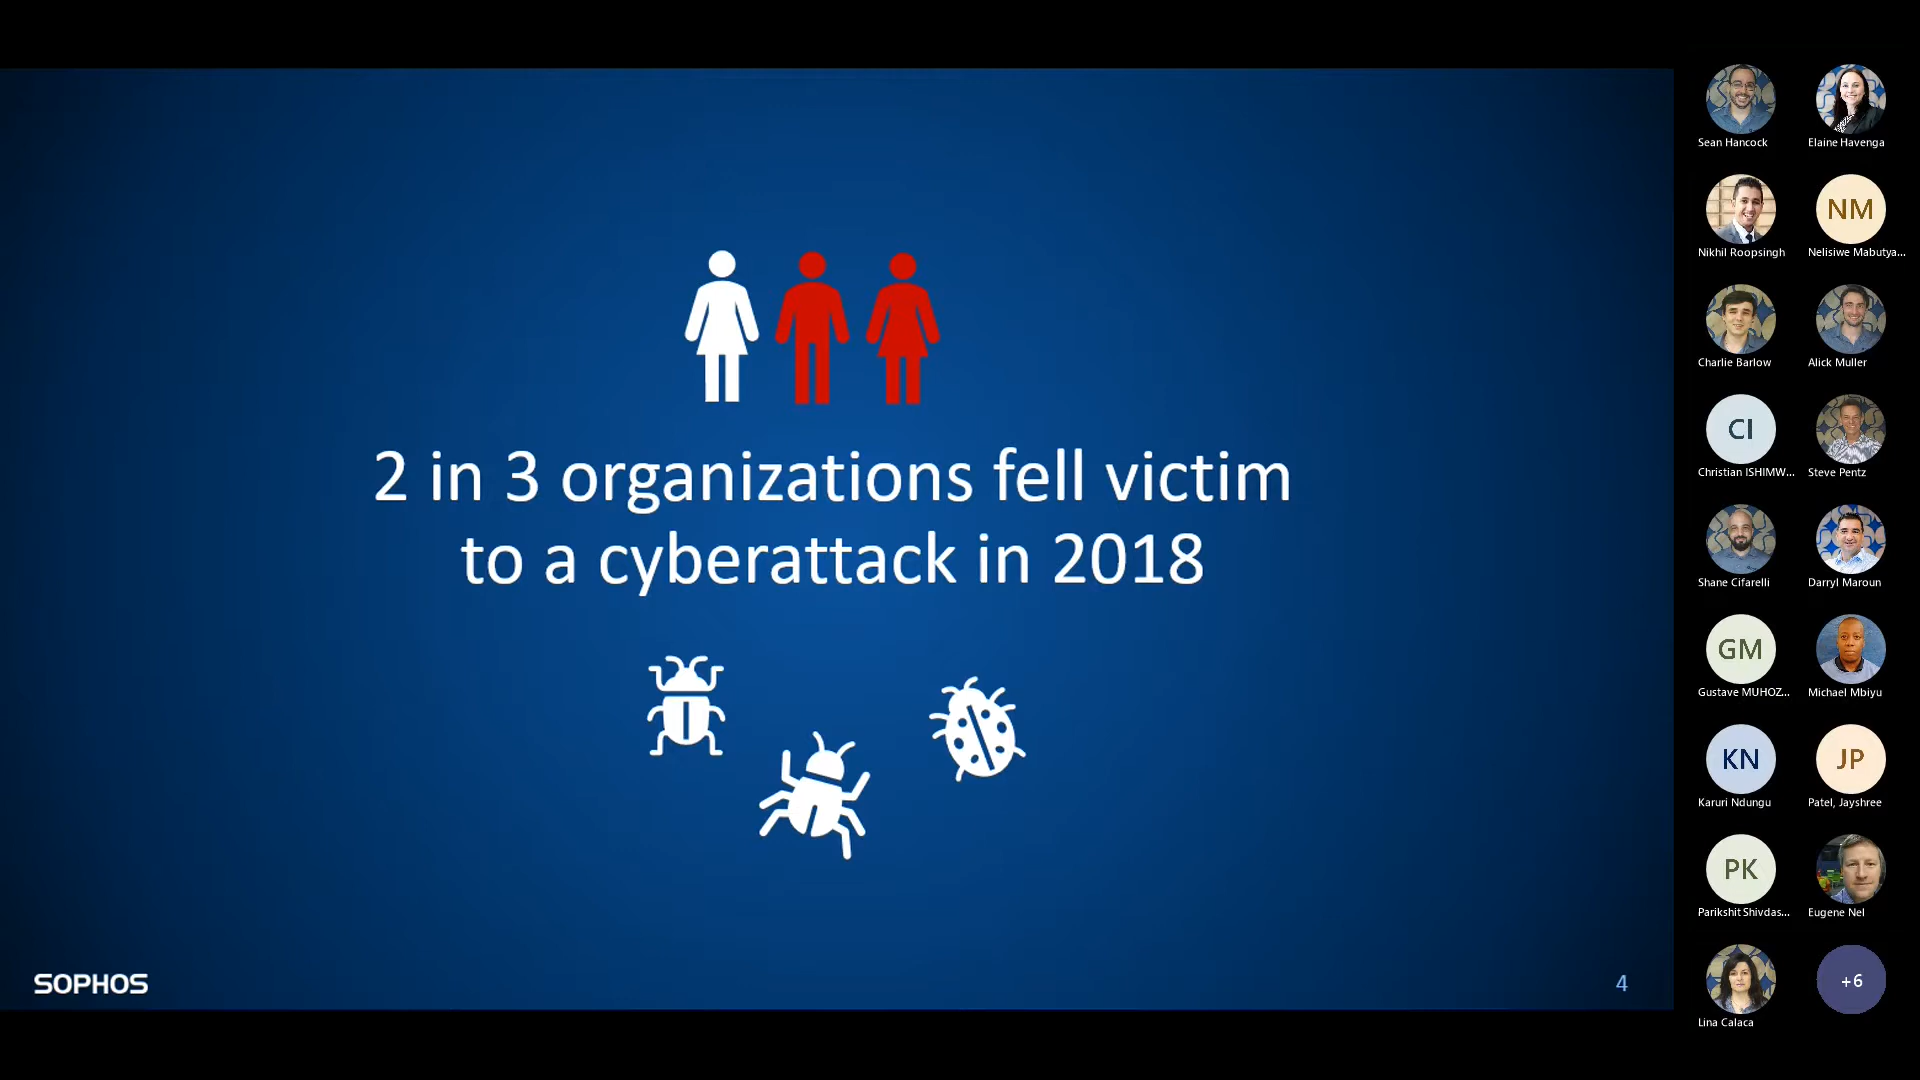 2 in 3 organizations fell victim
to a cyberattack in 2018
SOPHOS
4
Sean Hancock
Elaine Havenga
Nikhil Roopsingh
NM
Nelisiwe Mabutya...
Charlie Barlow
Alick Muller
CI
Christian ISHIMW...
Steve Pentz
Shane Cifarelli
Darryl Maroun
GM
Gustave MUHOZ...
Michael Mbiyu
KN
Karuri Ndungu
JP
Patel, Jayshree
PK
Parikshit Shivdas...
Eugene Nel
Lina Calaca
+6